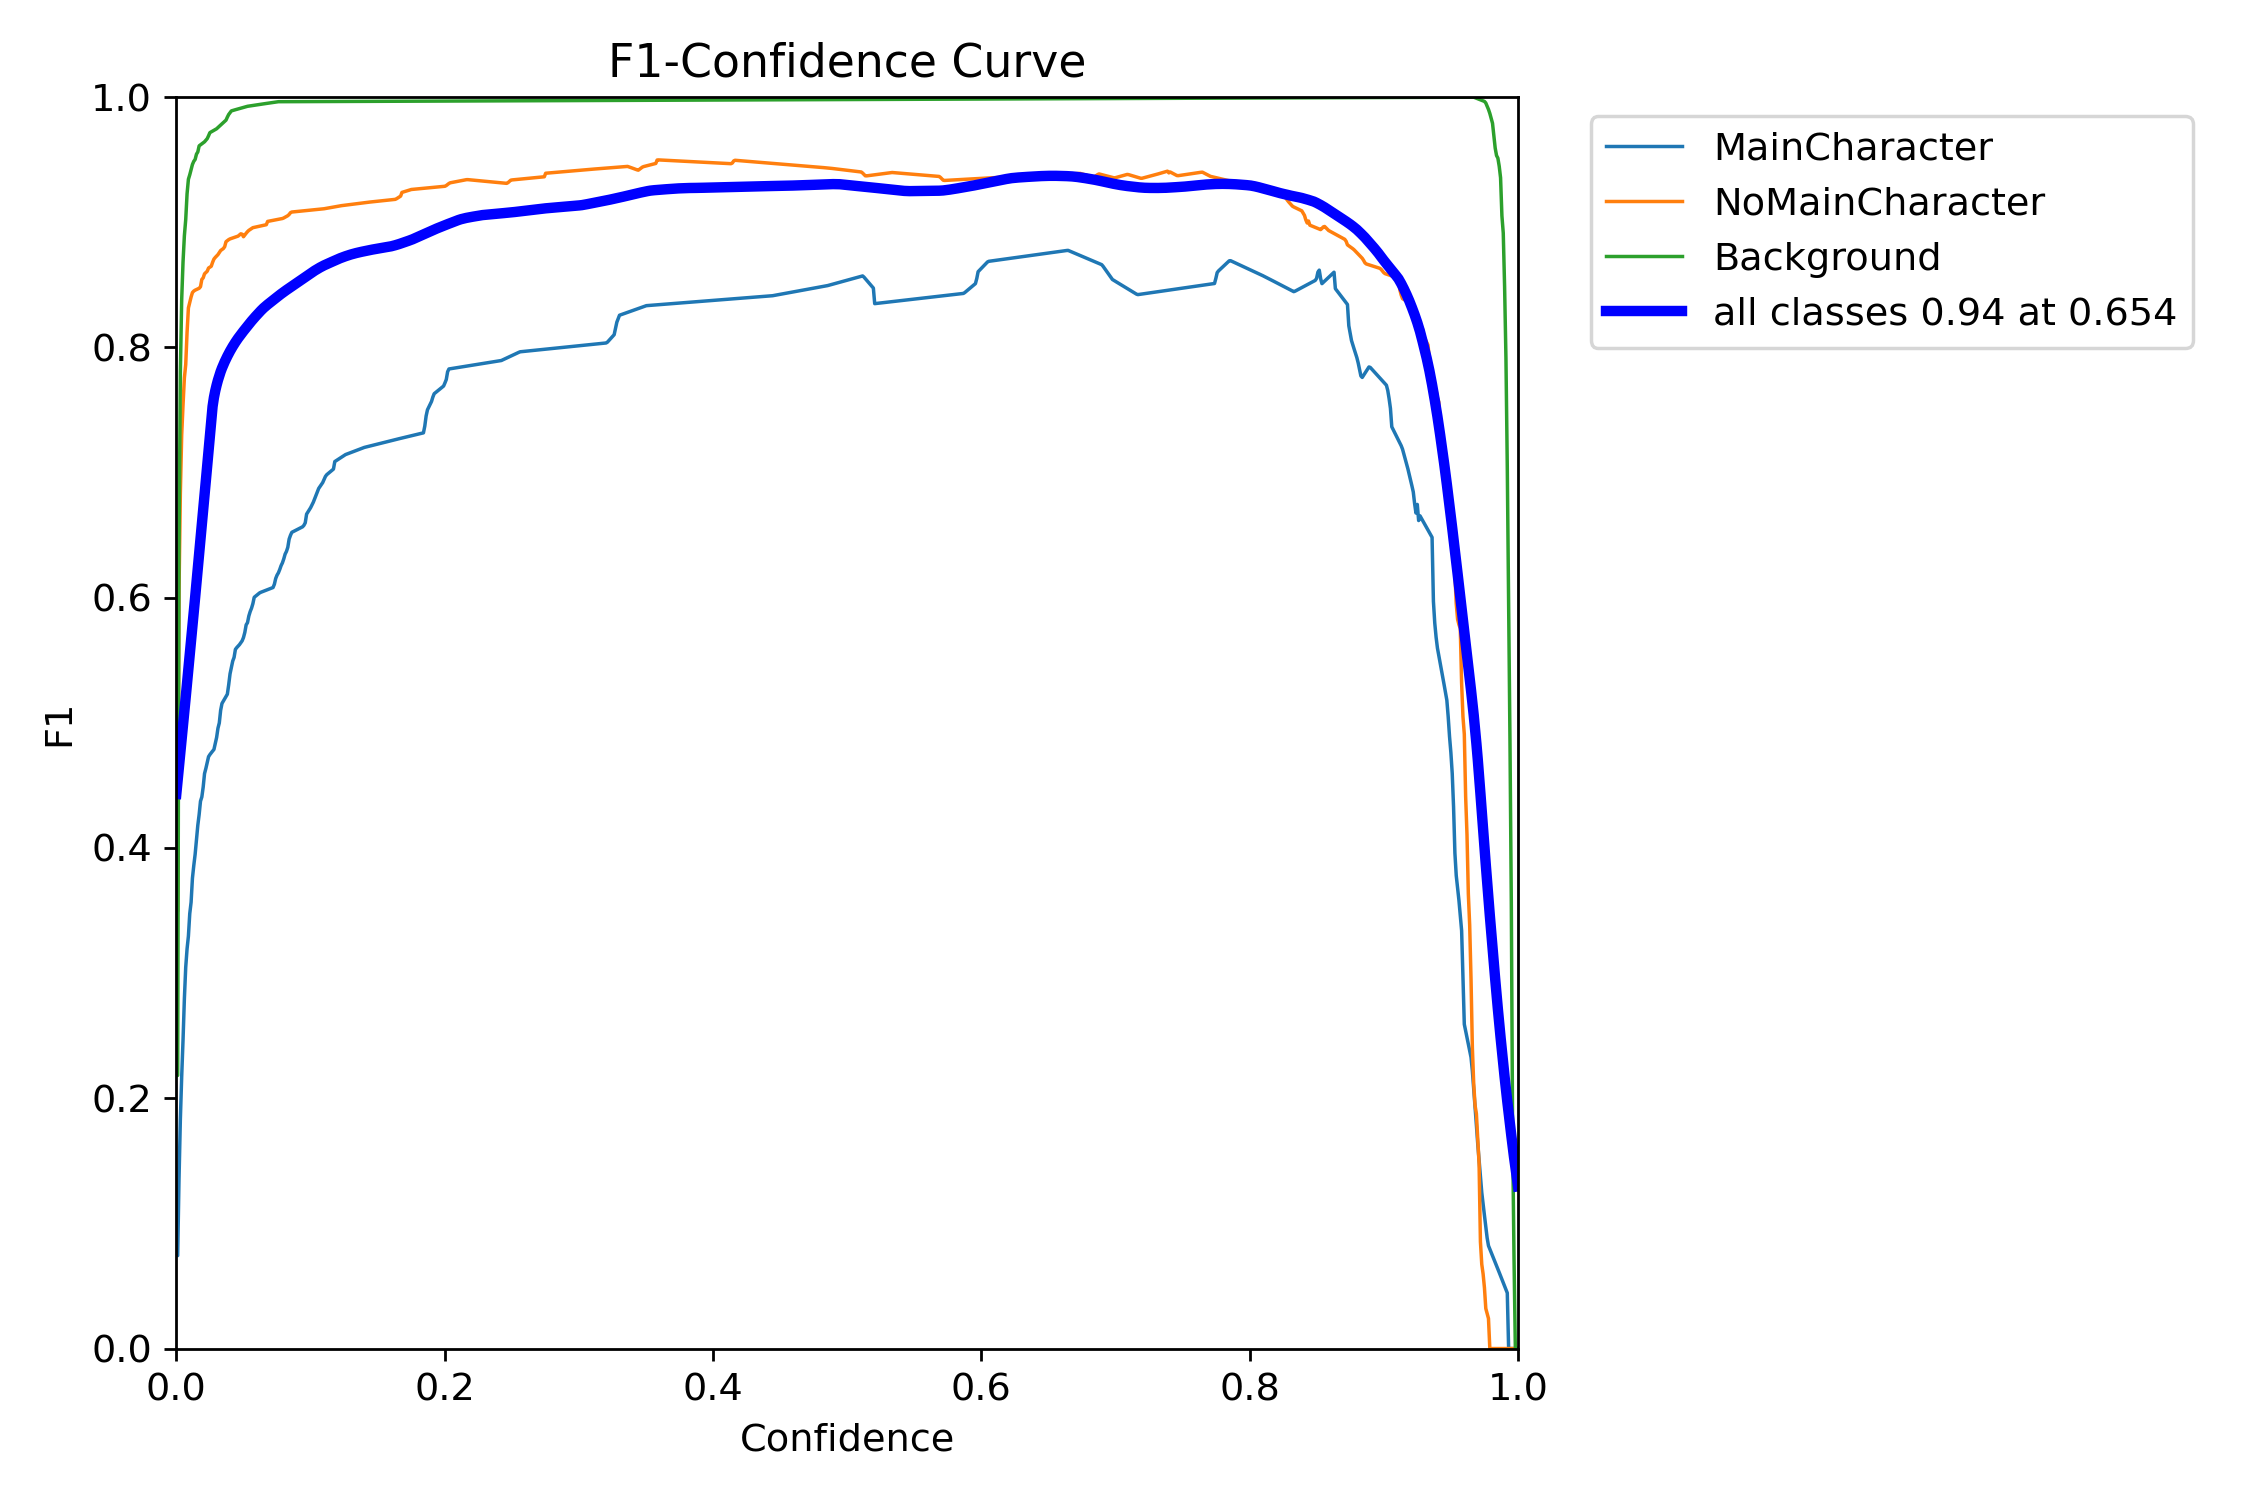 F1-Confidence Curve
1.0
0.8
0.6
0.4
0.2
0.0
F1
0.0 0.2 0.4 0.6 0.8 1.0
Confidence
MainCharacter
NoMainCharacter
Background
all classes 0.94 at 0.654